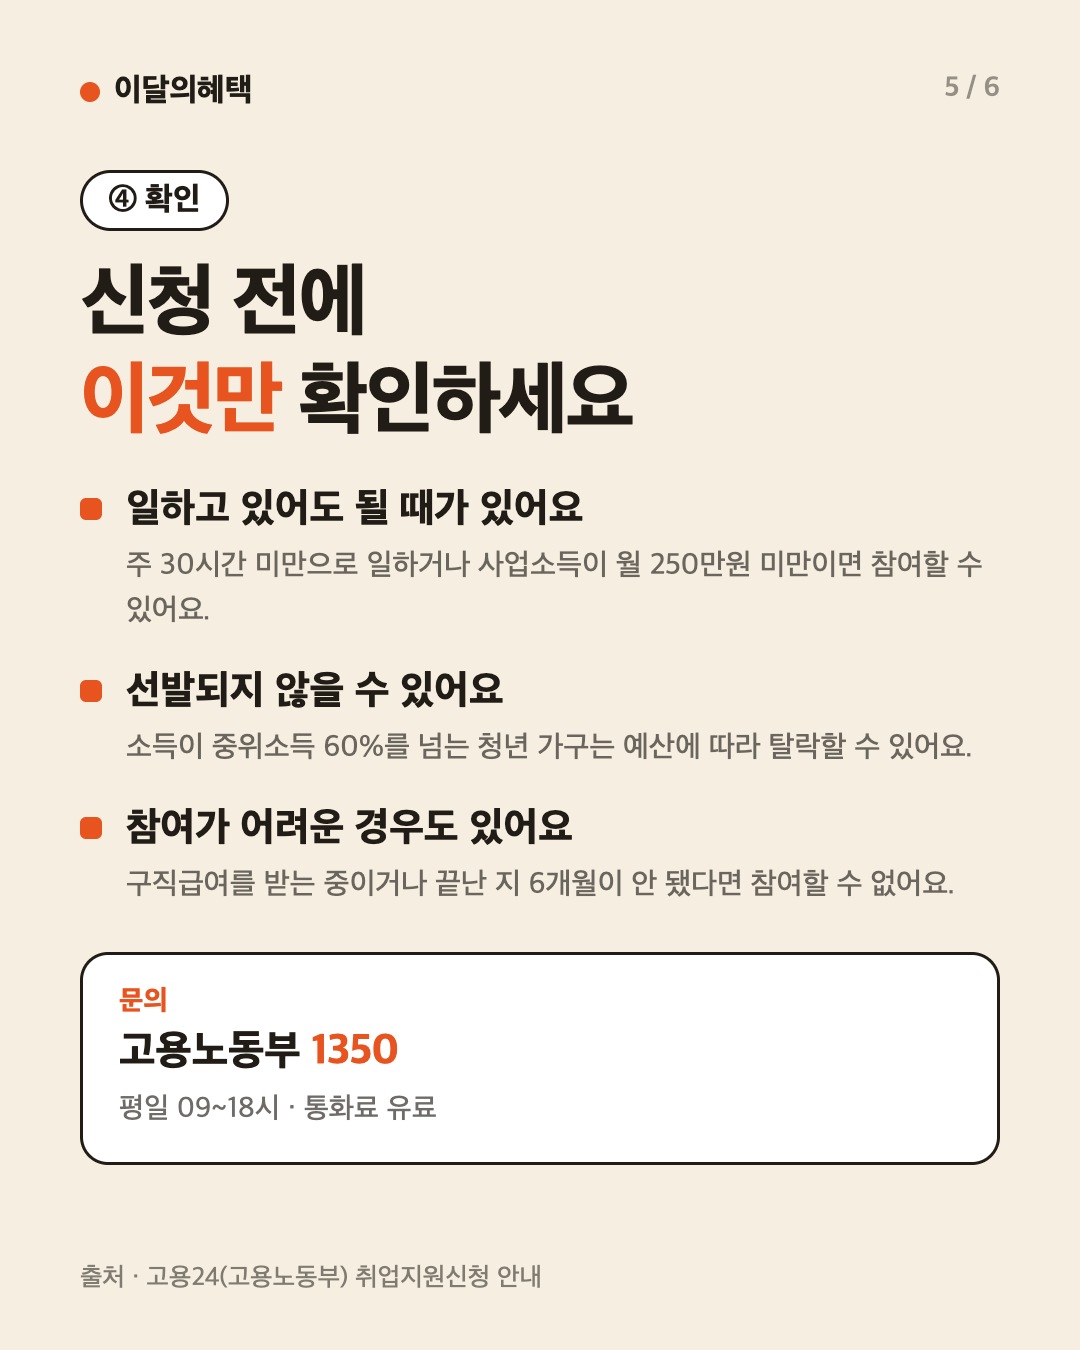 이달의혜택
5 / 6
④ 확인
신청 전에
이것만 확인하세요
일하고 있어도 될 때가 있어요
주 30시간 미만으로 일하거나 사업소득이 월 250만원 미만이면 참여할 수
있어요.
선발되지 않을 수 있어요
소득이 중위소득 60%를 넘는 청년 가구는 예산에 따라 탈락할 수 있어요.
참여가 어려운 경우도 있어요
구직급여를 받는 중이거나 끝난 지 6개월이 안 됐다면 참여할 수 없어요.
문의
고용노동부 1350
평일 09~18시 · 통화료 유료
출처 · 고용24(고용노동부) 취업지원신청 안내